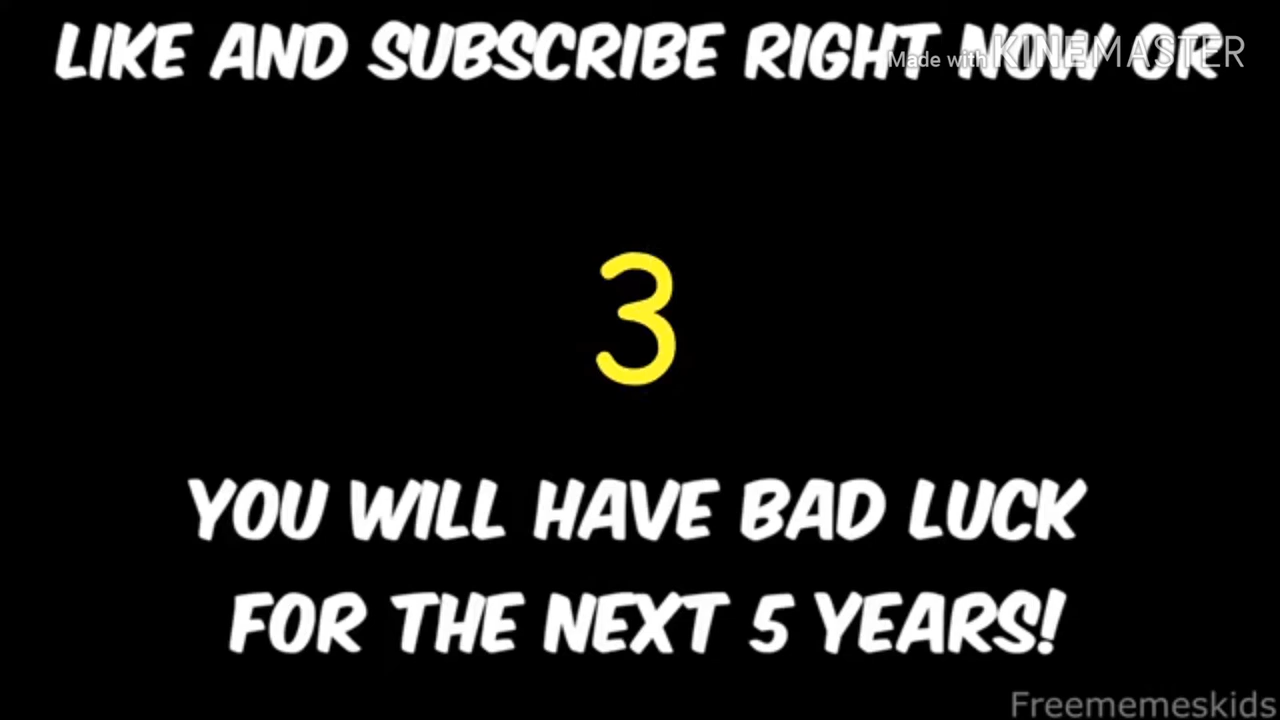 LIKE AND SUBSCRIBE RIGHT NOW OR
Made with KINEMASTER
3
YOU WILL HAVE BAD LUCK
FOR THE NEXT 5 YEARS!
Freememeskids